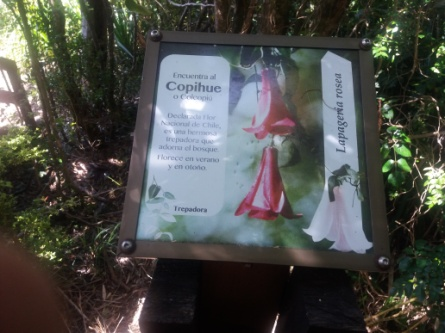 Encuentra al
Copihue
o Colcopiu
Declarada Flor
Nacional de Chile,
es una hermosa
trepadora que
adorna el bosque.
Florece en verano
y en otoño
Trepadora
Lapageria rosea